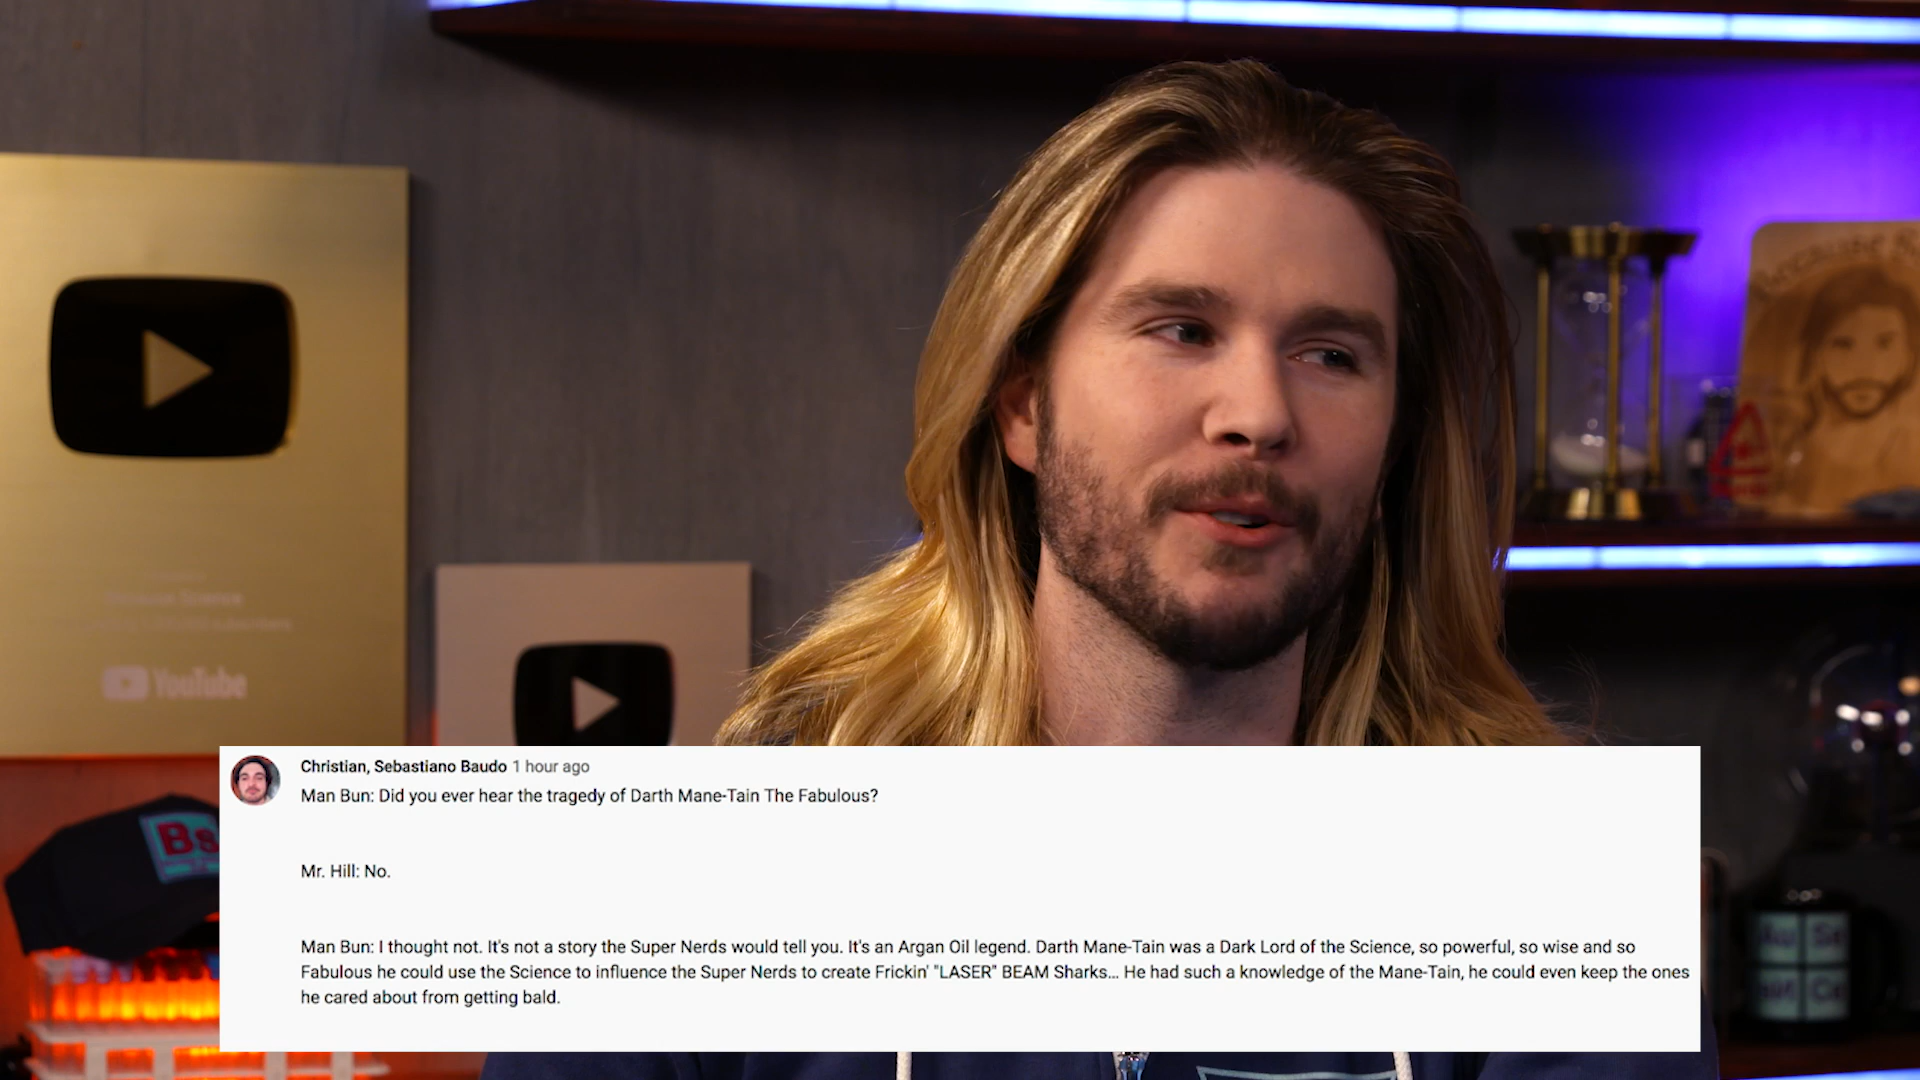 Because Science
YouTube
Bs
Christian, Sebastiano Baudo 1 hour ago
Man Bun: Did you ever hear the tragedy of Darth Mane-Tain The Fabulous?
Mr. Hill: No.
Man Bun: I thought not. It's not a story the Super Nerds would tell you. It's an Argan Oil legend. Darth Mane-Tain was a Dark Lord of the Science, so powerful, so wise and so
Fabulous he could use the Science to influence the Super Nerds to create Frickin' "LASER" BEAM Sharks... He had such a knowledge of the Mane-Tain, he could even keep the ones
he cared about from getting bald.